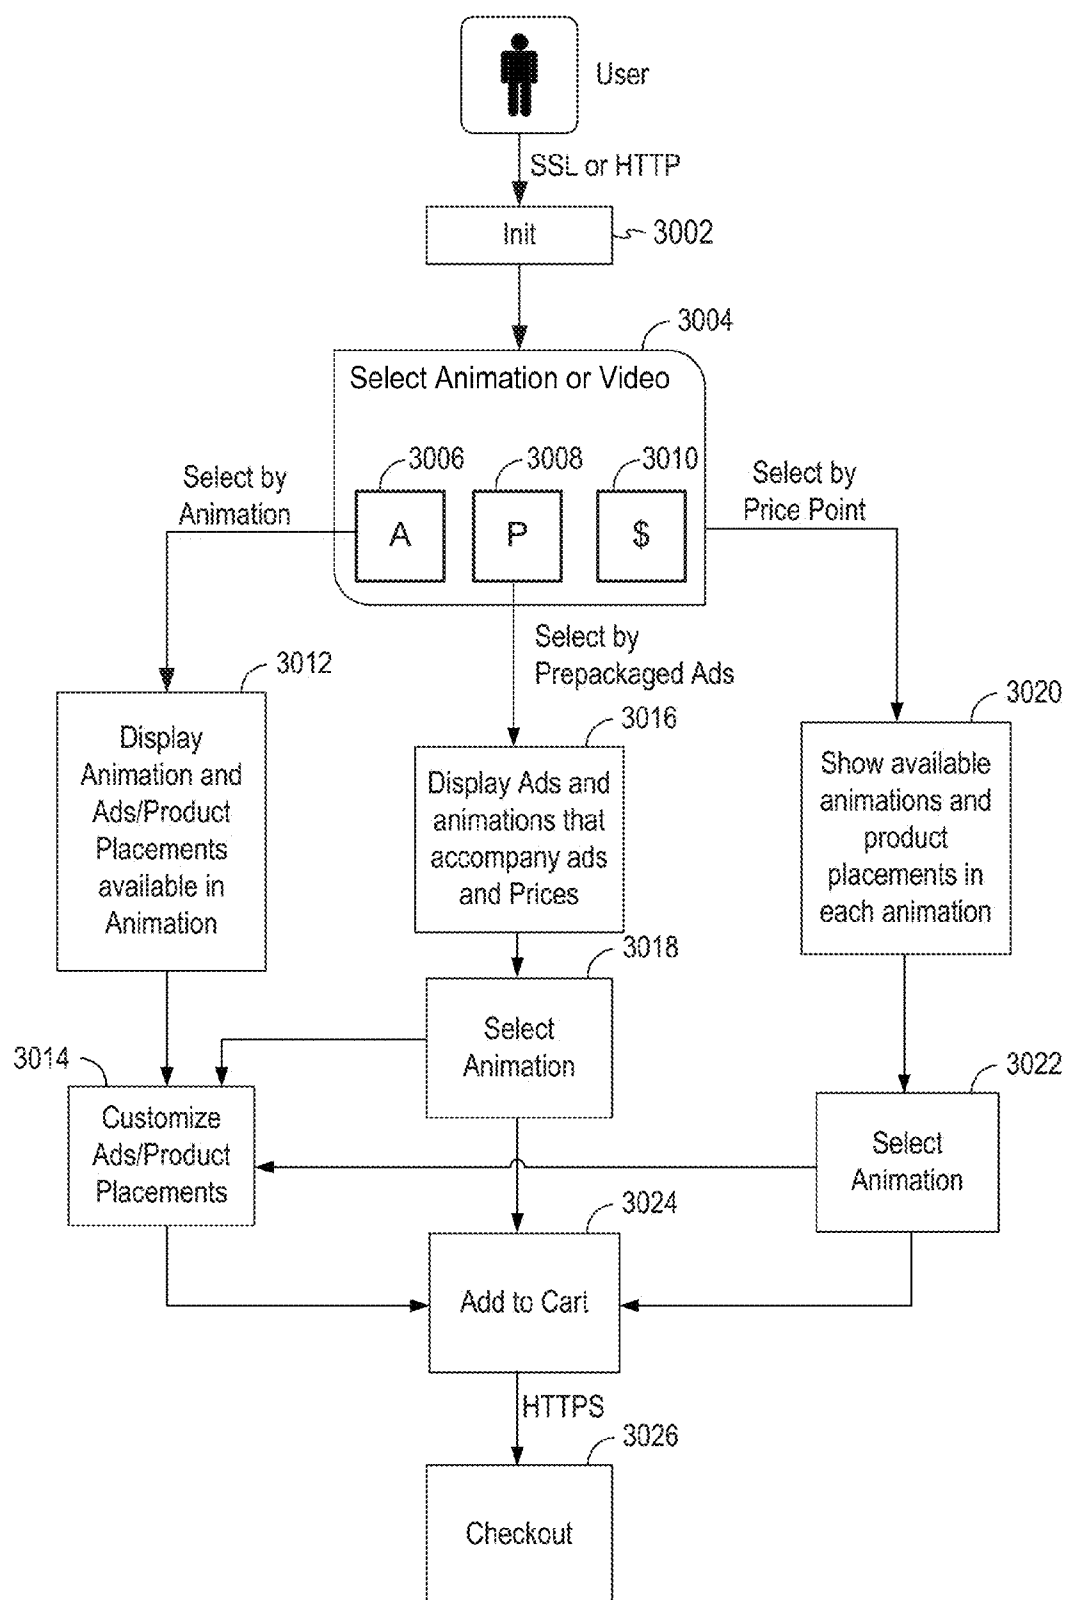 User
SSL or HTTP
Init
3002
3004
Select Animation or Video
3006
3008
3010
A
P
$
Select by
Animation
Select by
Price Point
Select by
Prepackaged Ads
3012
Display
Animation and
Ads/Product
Placements
available in
Animation
3016
Display Ads and
animations that
accompany ads
and Prices
3020
Show available
animations and
product
placements in
each animation
3018
Select
Animation
3014
Customize
Ads/Product
Placements
3022
Select
Animation
3024
Add to Cart
HTTPS
3026
Checkout